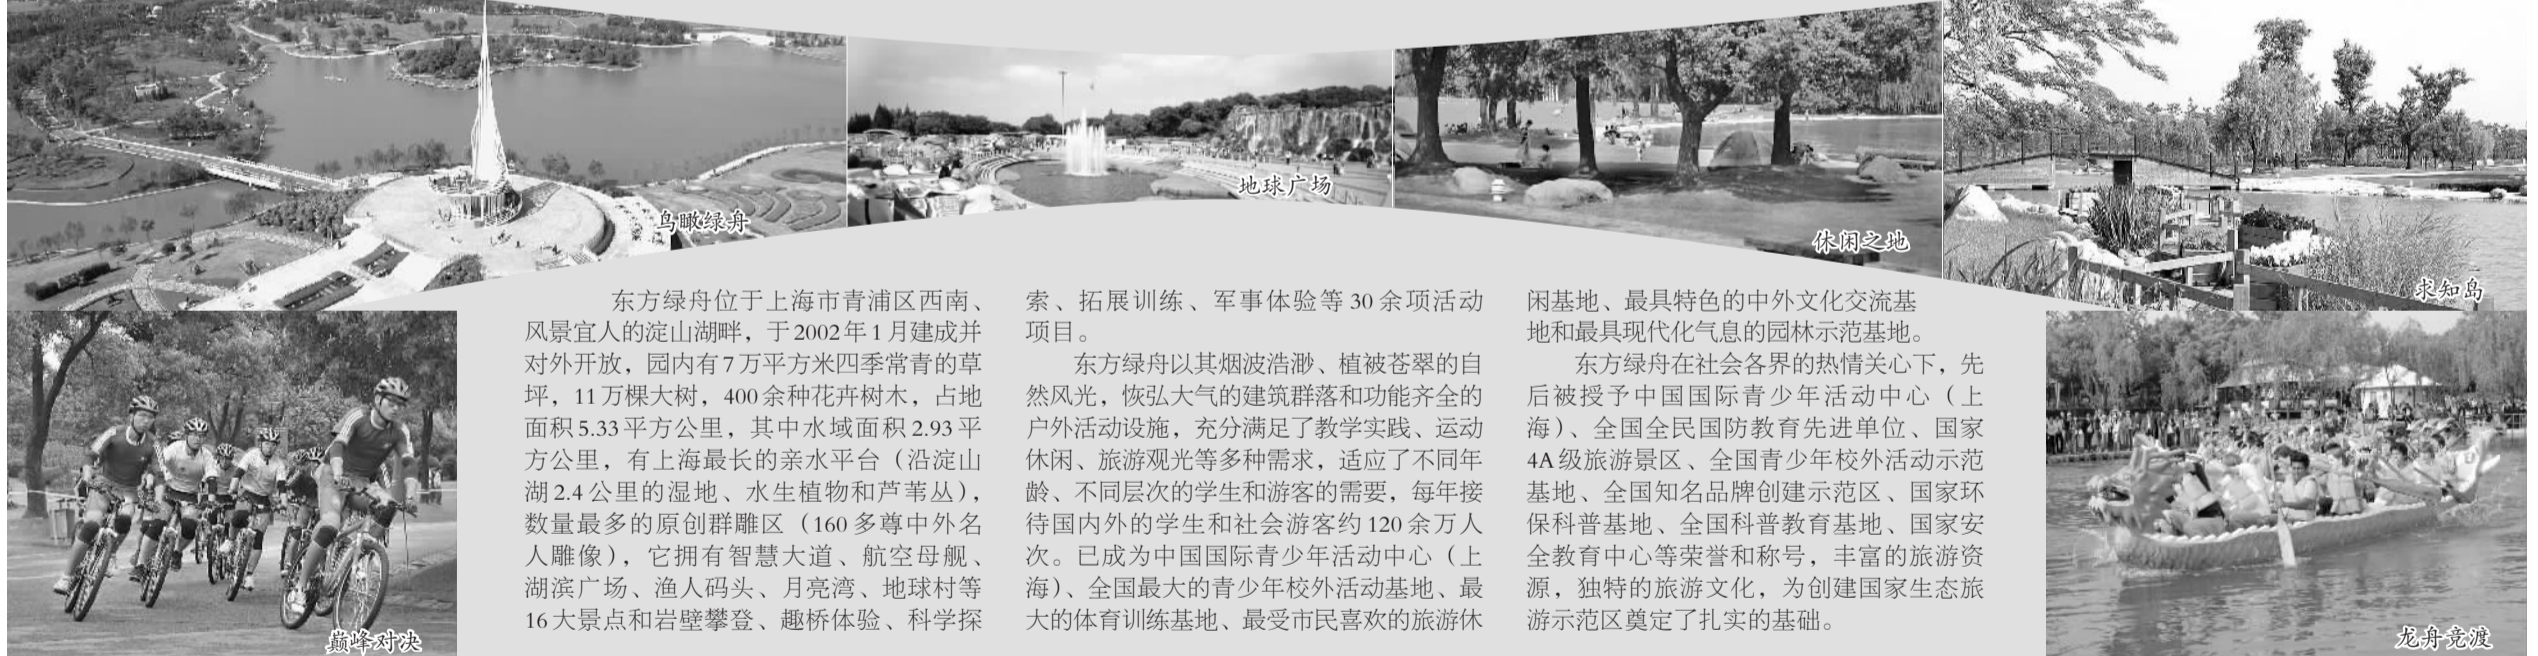 鸟瞰绿舟
地球广场
休闲之地
求知岛
东方绿舟位于上海市青浦区西南、
风景宜人的淀山湖畔，于2002年1月建成并
对外开放，园内有7万平方米四季常青的草
坪，11万棵大树，400余种花卉树木，占地
面积5.33平方公里，其中水域面积2.93平
方公里，有上海最长的亲水平台（沿淀山
湖2.4公里的湿地、水生植物和芦苇丛），
数量最多的原创群雕区（160多尊中外名
人雕像），它拥有智慧大道、航空母舰、
湖滨广场、渔人码头、月亮湾、地球村等
16大景点和岩壁攀登、趣桥体验、科学探
索、拓展训练、军事体验等30余项活动
项目。
东方绿舟以其烟波浩渺、植被苍翠的自
然风光，恢弘大气的建筑群落和功能齐全的
户外活动设施，充分满足了教学实践、运动
休闲、旅游观光等多种需求，适应了不同年
龄、不同层次的学生和游客的需要，每年接
待国内外的学生和社会游客约120余万人
次。已成为中国国际青少年活动中心（上
海）、全国最大的青少年校外活动基地、最
大的体育训练基地、最受市民喜欢的旅游休
闲基地、最具特色的中外文化交流基
地和最具现代化气息的园林示范基地。
东方绿舟在社会各界的热情关心下，先
后被授予中国国际青少年活动中心（上
海）、全国全民国防教育先进单位、国家
4A级旅游景区、全国青少年校外活动示范
基地、全国知名品牌创建示范区、国家环
保科普基地、全国科普教育基地、国家安
全教育中心等荣誉和称号，丰富的旅游资
源，独特的旅游文化，为创建国家生态旅
游示范区奠定了扎实的基础。
巅峰对决
龙舟竞渡